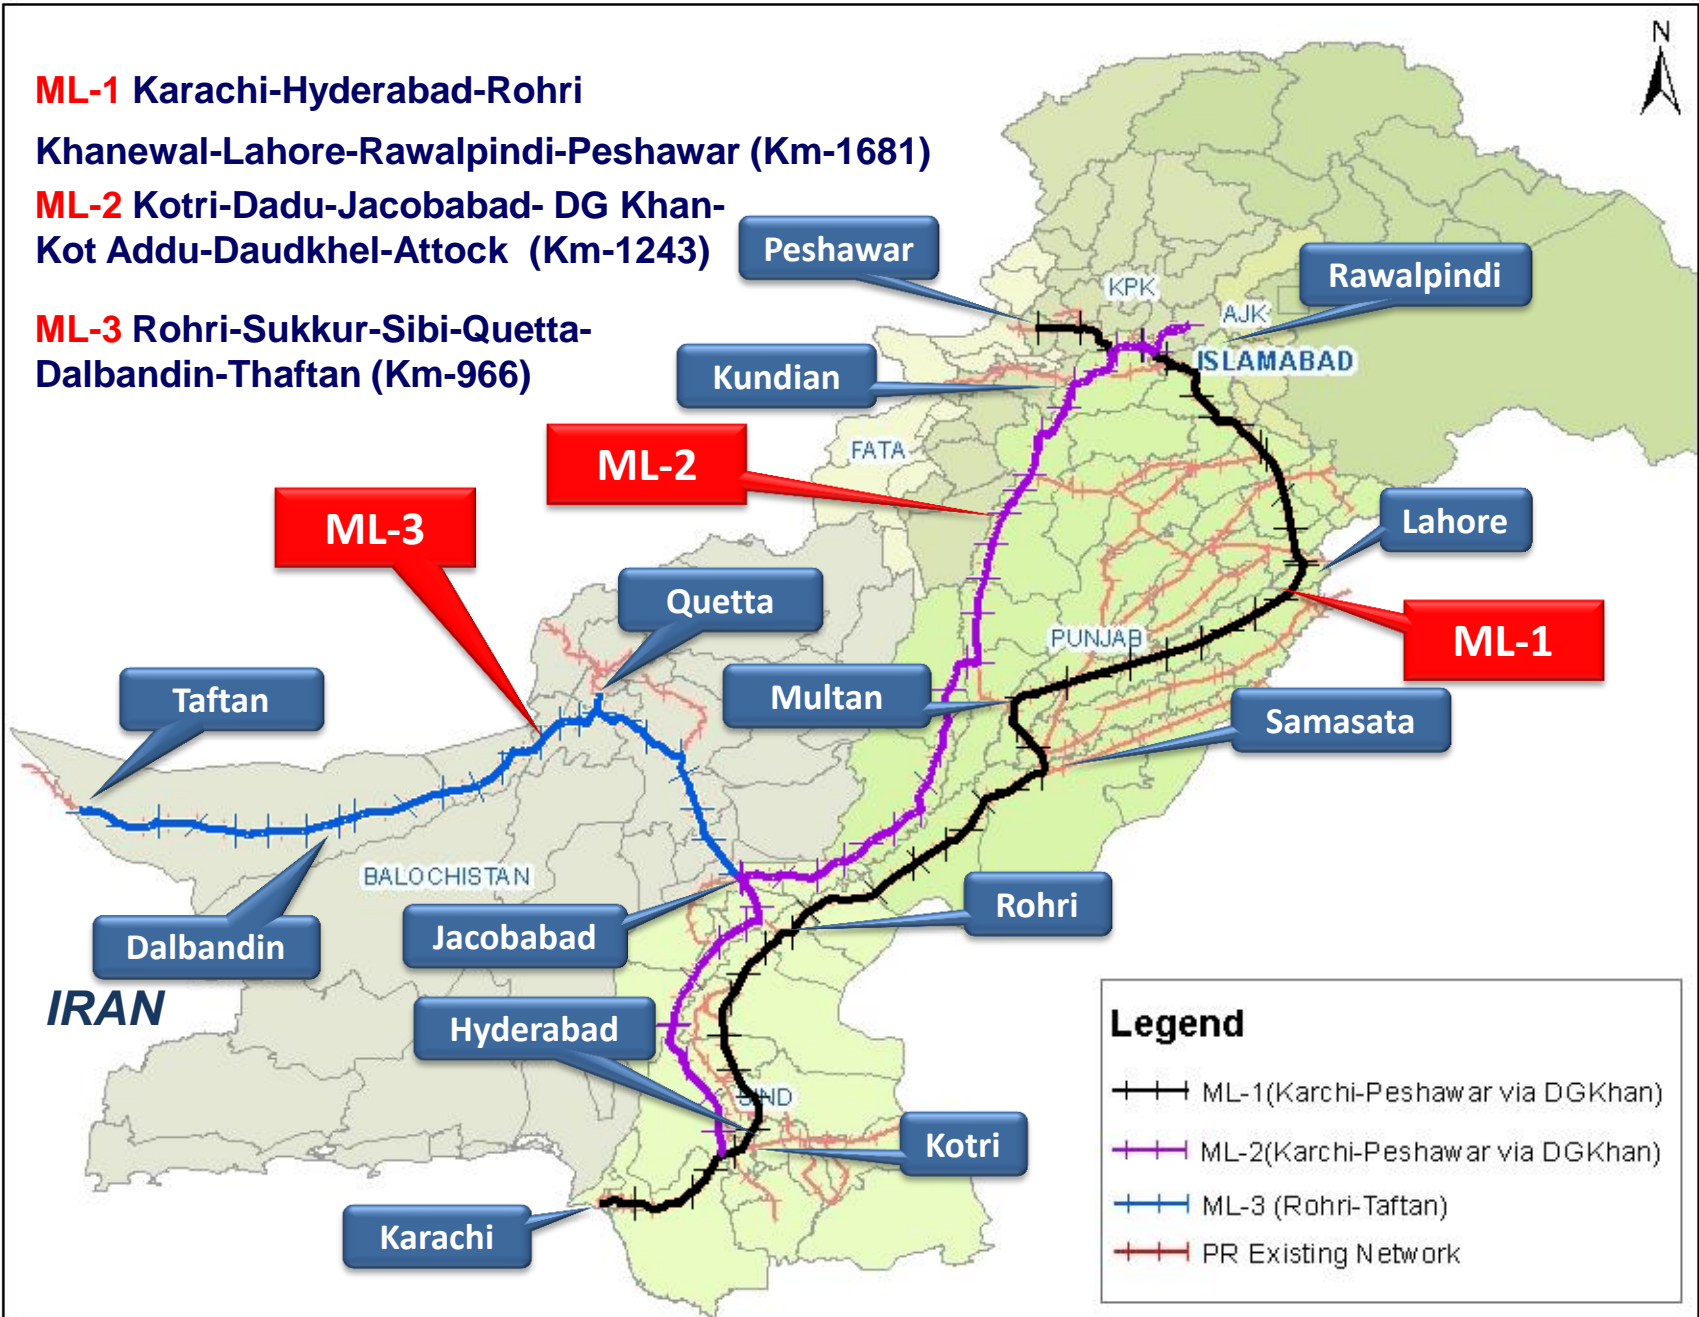 N
ML-1 Karachi-Hyderabad-Rohri
Khanewal-Lahore-Rawalpindi-Peshawar (Km-1681)
ML-2 Kotri-Dadu-Jacobabad- DG Khan-
Kot Addu-Daudkhel-Attock (Km-1243)
ML-3 Rohri-Sukkur-Sibi-Quetta-
Dalbandin-Thaftan (Km-966)
Peshawar
Rawalpindi
KPK
AJK
ISLAMABAD
Kundian
FATA
ML-2
ML-3
Lahore
Quetta
PUNJAB
ML-1
Taftan
Multan
Samasata
BALOCHISTAN
Rohri
Jacobabad
Dalbandin
IRAN
Hyderabad
SIND
Kotri
Karachi
Legend
ML-1(Karchi-Peshawar via DGKhan)
ML-2(Karchi-Peshawar via DGKhan)
ML-3 (Rohri-Taftan)
PR Existing Network